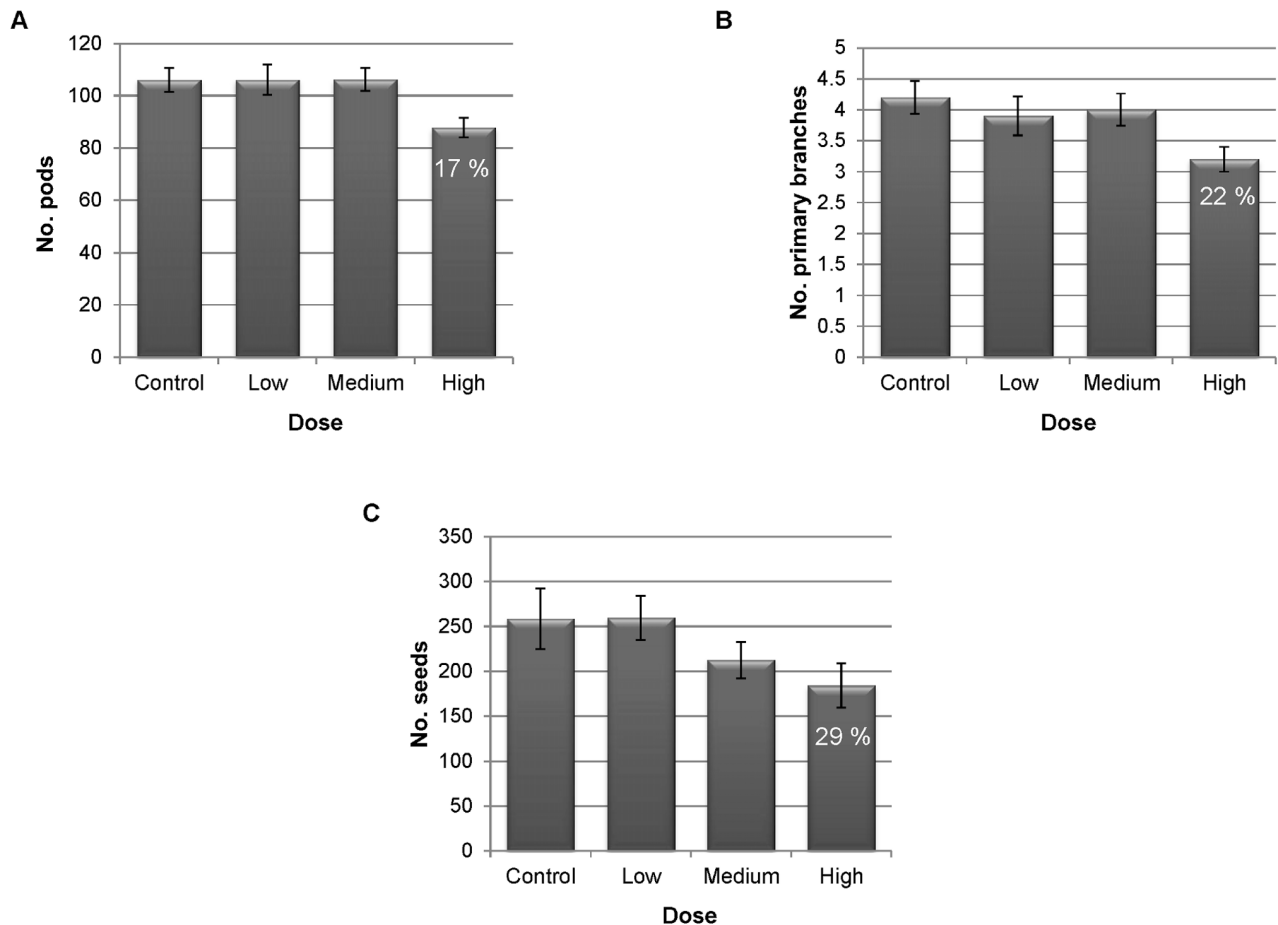 A
No. pods
120
100
80
60
40
20
0
17 %
Control Low Medium High
Dose
B
No. primary branches
5
4.5
4
3.5
3
2.5
2
1.5
1
0.5
0
22 %
Control Low Medium High
Dose
C
No. seeds
350
300
250
200
150
100
50
0
29 %
Control Low Medium High
Dose